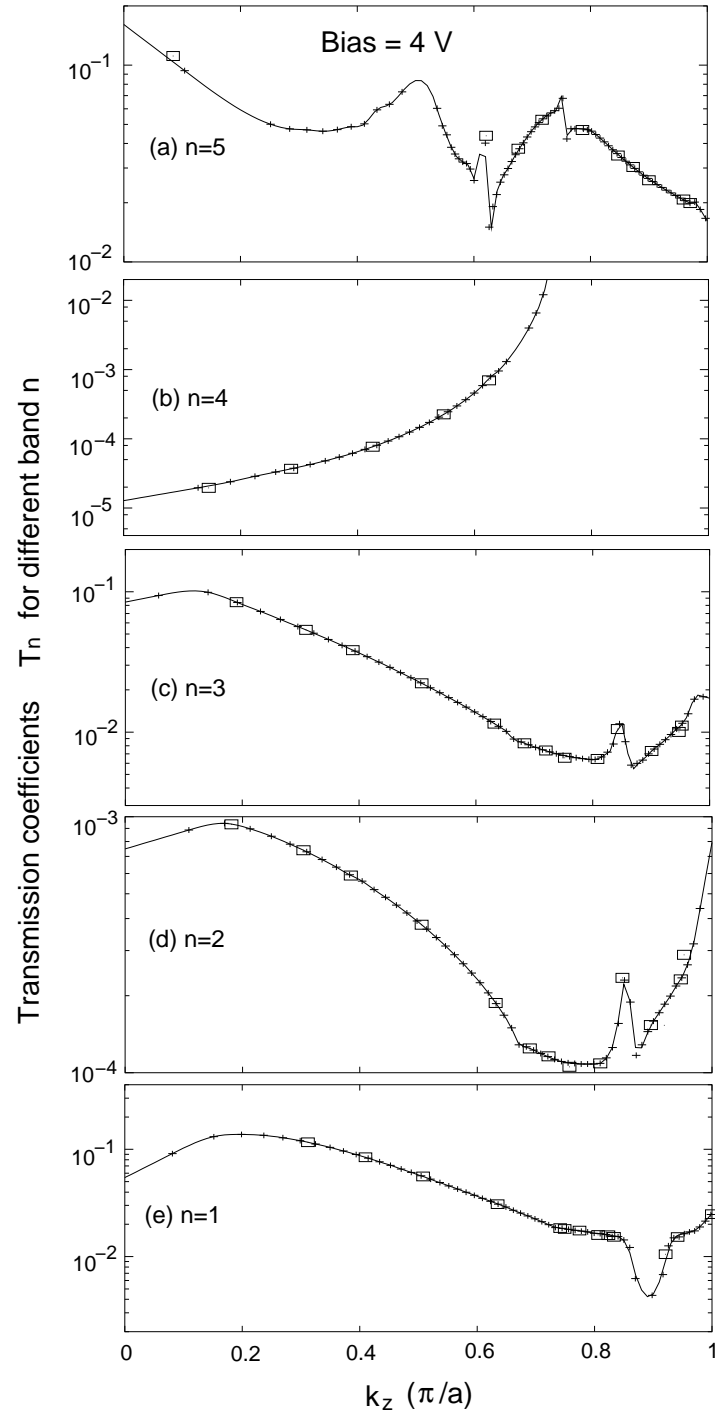 Bias = 4 V
10⁻¹
(a) n=5
10⁻²
10⁻²
10⁻³
(b) n=4
10⁻⁴
10⁻⁵
10⁻¹
(c) n=3
10⁻²
10⁻³
(d) n=2
10⁻⁴
10⁻¹
(e) n=1
10⁻²
0 0.2 0.4 0.6 0.8 1
k_z (π/a)
Transmission coefficients Tₙ for different band n